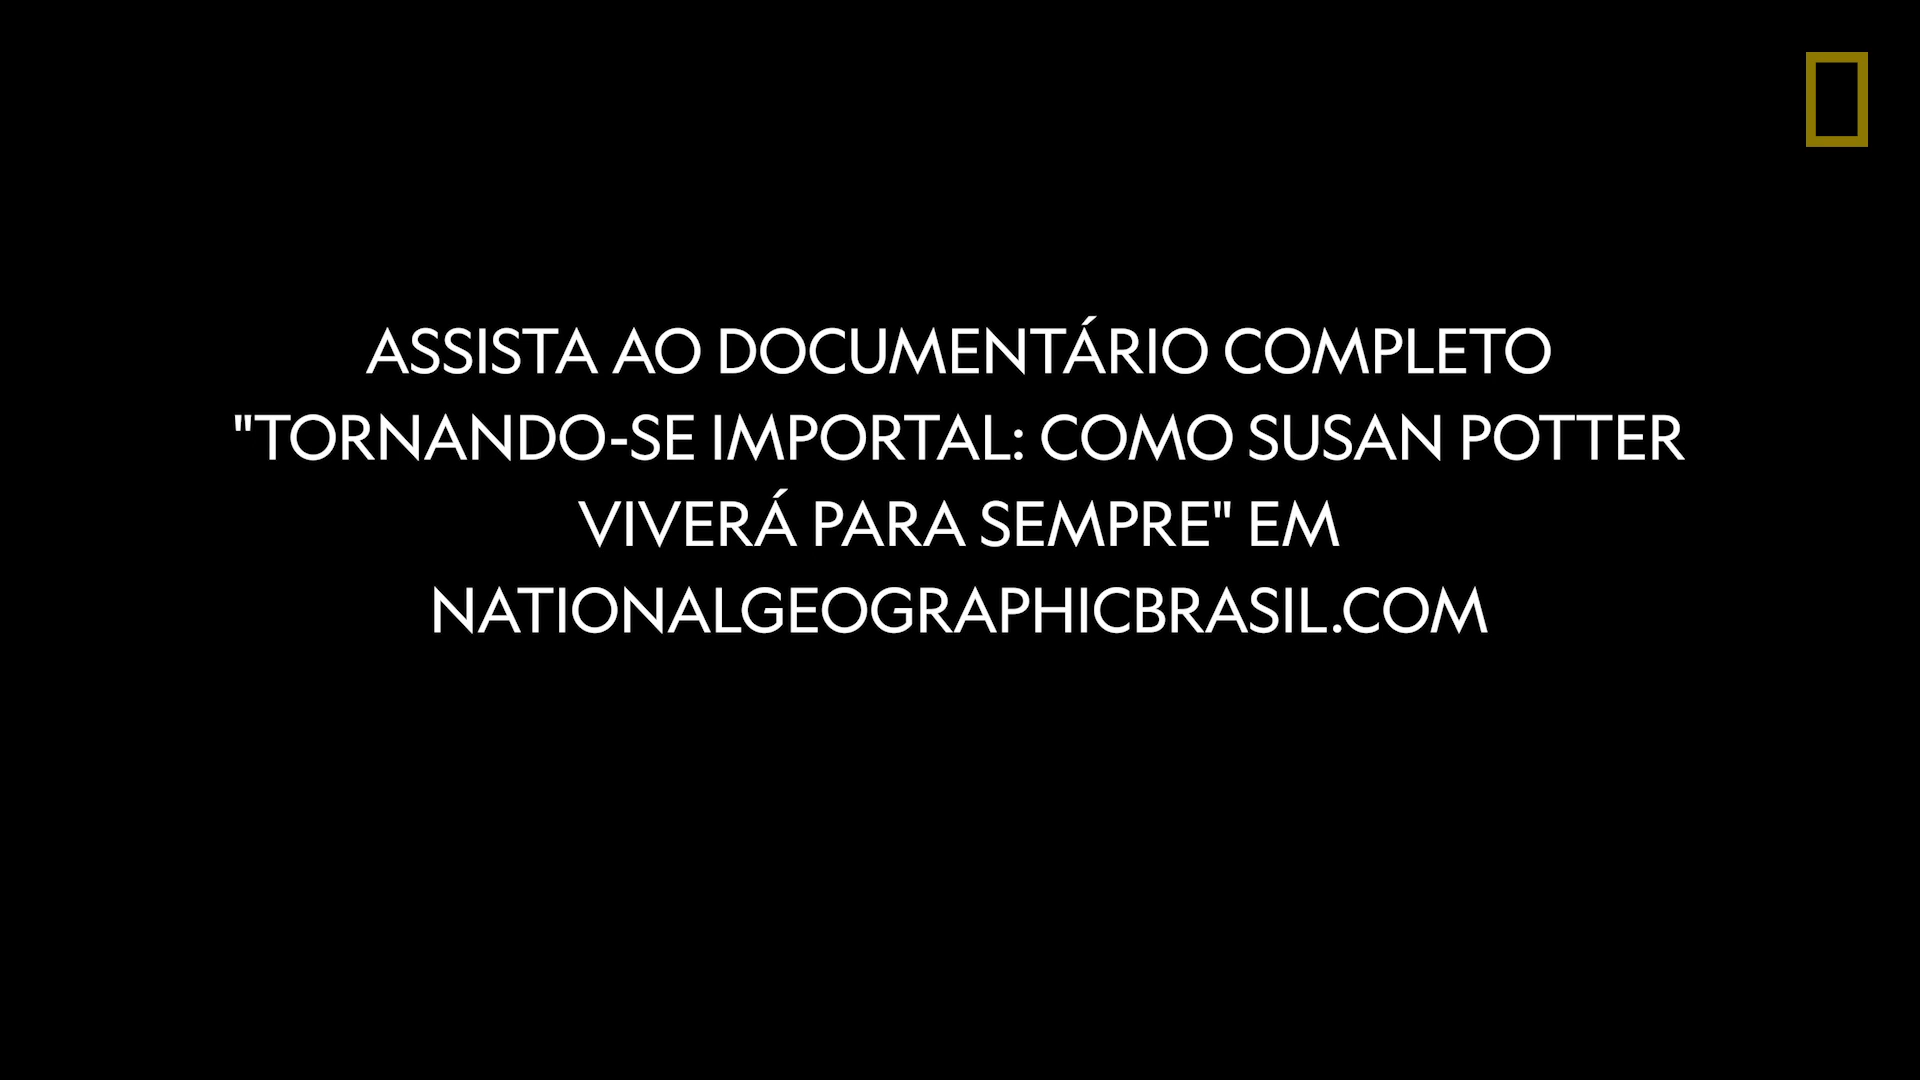 ASSISTA AO DOCUMENTÁRIO COMPLETO
"TORNANDO-SE IMPORTAL: COMO SUSAN POTTER
VIVERÁ PARA SEMPRE" EM
NATIONALGEOGRAPHICBRASIL.COM